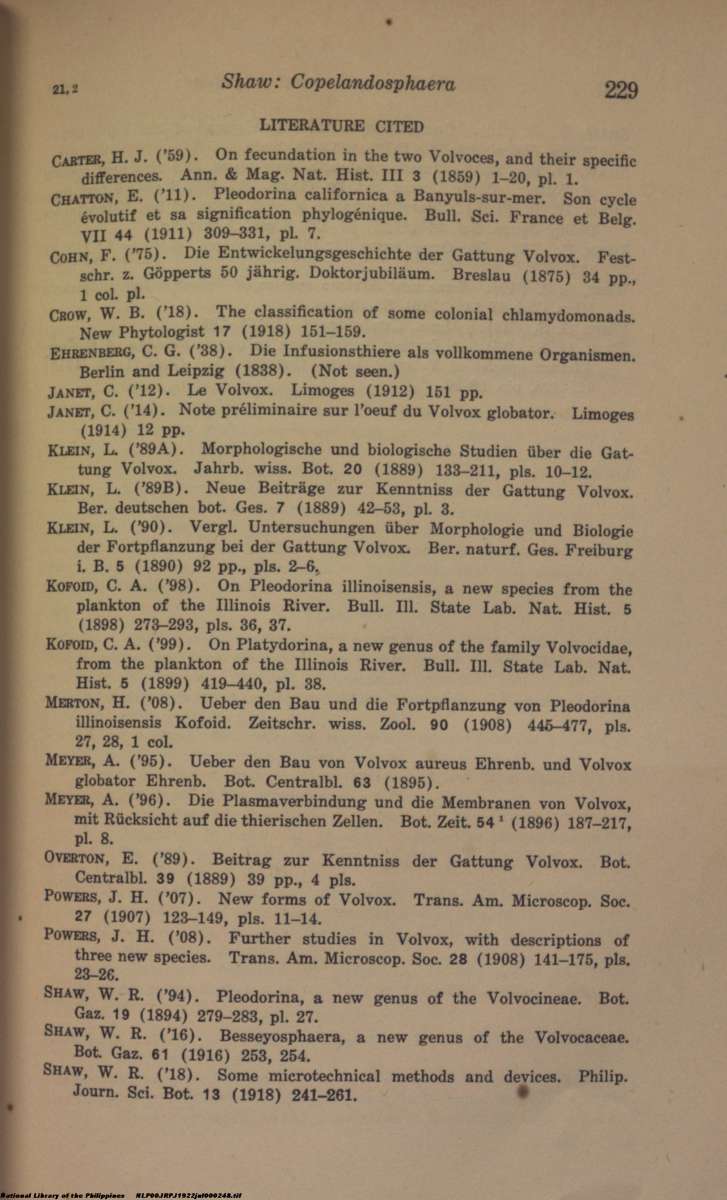 21, 2 Shaw: Copelandosphaera 229
LITERATURE CITED
CARTER, H. J. ('59). On fecundation in the two Volvoces, and their specific
differences. Ann. & Mag. Nat. Hist. III 3 (1859) 1–20, pl. 1.
CHATTON, E. ('11). Pleodorina californica a Banyuls-sur-mer. Son cycle
évolutif et sa signification phylogénique. Bull. Sci. France et Belg.
VII 44 (1911) 309–331, pl. 7.
COHN, F. ('75). Die Entwickelungsgeschichte der Gattung Volvox. Fest-
schr. z. Göpperts 50 jährig. Doktorjubiläum. Breslau (1875) 34 pp.,
1 col. pl.
CROW, W. B. ('18). The classification of some colonial chlamydomonads.
New Phytologist 17 (1918) 151–159.
EHRENBERG, C. G. ('38). Die Infusionsthiere als vollkommene Organismen.
Berlin and Leipzig (1838). (Not seen.)
JANET, C. ('12). Le Volvox. Limoges (1912) 151 pp.
JANET, C. ('14). Note préliminaire sur l'oeuf du Volvox globator. Limoges
(1914) 12 pp.
KLEIN, L. ('89A). Morphologische und biologische Studien über die Gat-
tung Volvox. Jahrb. wiss. Bot. 20 (1889) 133–211, pls. 10–12.
KLEIN, L. ('89B). Neue Beiträge zur Kenntniss der Gattung Volvox.
Ber. deutschen bot. Ges. 7 (1889) 42–53, pl. 3.
KLEIN, L. ('90). Vergl. Untersuchungen über Morphologie und Biologie
der Fortpflanzung bei der Gattung Volvox. Ber. naturf. Ges. Freiburg
i. B. 5 (1890) 92 pp., pls. 2–6.
KOFOID, C. A. ('98). On Pleodorina illinoisensis, a new species from the
plankton of the Illinois River. Bull. Ill. State Lab. Nat. Hist. 5
(1898) 273–293, pls. 36, 37.
KOFOID, C. A. ('99). On Platydorina, a new genus of the family Volvocidae,
from the plankton of the Illinois River. Bull. Ill. State Lab. Nat.
Hist. 5 (1899) 419–440, pl. 38.
MERTON, H. ('08). Ueber den Bau und die Fortpflanzung von Pleodorina
illinoisensis Kofoid. Zeitschr. wiss. Zool. 90 (1908) 445–477, pls.
27, 28, 1 col.
MEYER, A. ('95). Ueber den Bau von Volvox aureus Ehrenb. und Volvox
globator Ehrenb. Bot. Centralbl. 63 (1895).
MEYER, A. ('96). Die Plasmaverbindung und die Membranen von Volvox,
mit Rücksicht auf die thierischen Zellen. Bot. Zeit. 54¹ (1896) 187–217,
pl. 8.
OVERTON, E. ('89). Beitrag zur Kenntniss der Gattung Volvox. Bot.
Centralbl. 39 (1889) 39 pp., 4 pls.
POWERS, J. H. ('07). New forms of Volvox. Trans. Am. Microscop. Soc.
27 (1907) 123–149, pls. 11–14.
POWERS, J. H. ('08). Further studies in Volvox, with descriptions of
three new species. Trans. Am. Microscop. Soc. 28 (1908) 141–175, pls.
23–26.
SHAW, W. R. ('94). Pleodorina, a new genus of the Volvocineae. Bot.
Gaz. 19 (1894) 279–283, pl. 27.
SHAW, W. R. ('16). Besseyosphaera, a new genus of the Volvocaceae.
Bot. Gaz. 61 (1916) 253, 254.
SHAW, W. R. ('18). Some microtechnical methods and devices. Philip.
Journ. Sci. Bot. 13 (1918) 241–261.
National Library of the Philippines NLP00JRPJ1922jul000248.tif